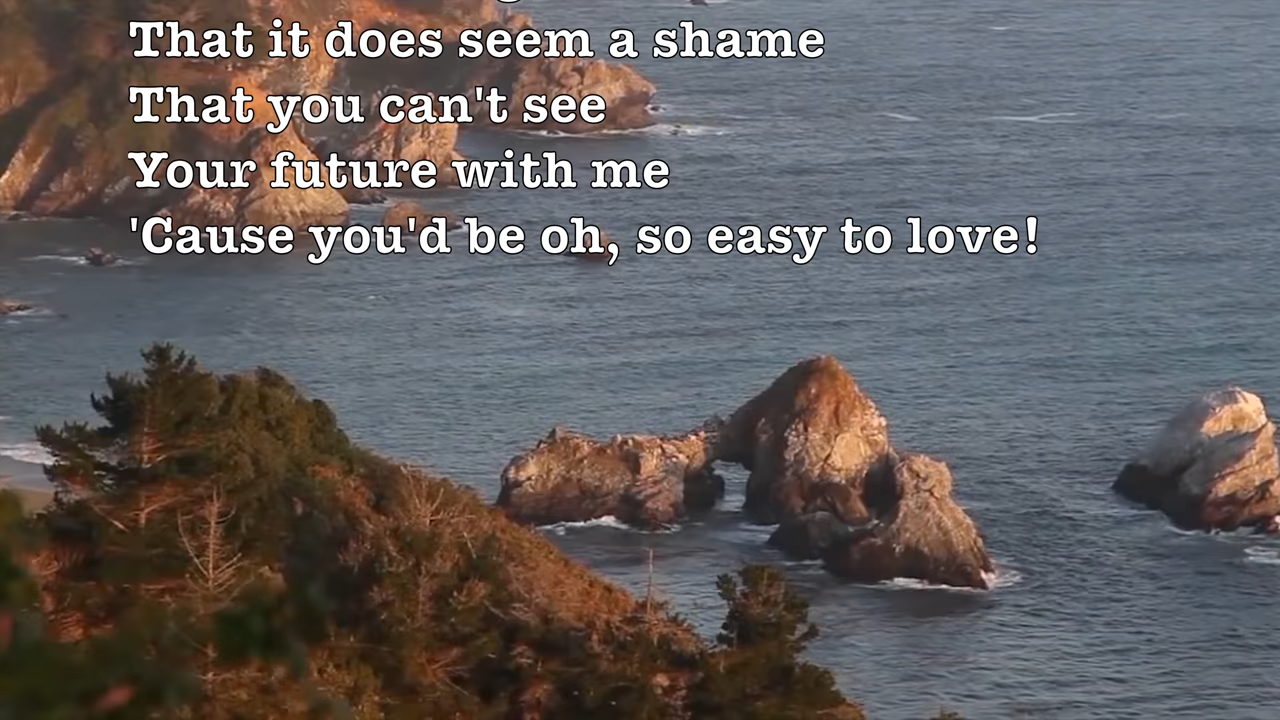 That it does seem a shame
That you can't see
Your future with me
'Cause you'd be oh, so easy to love!